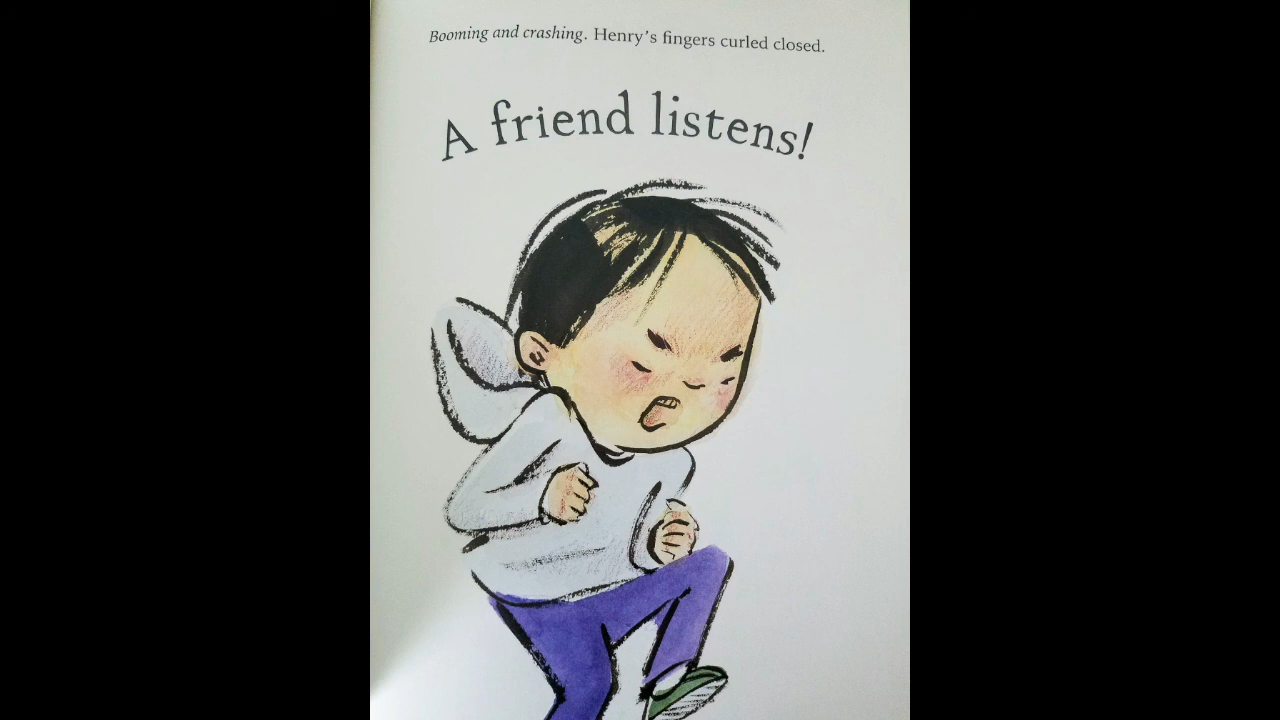 Booming and crashing. Henry's fingers curled closed.
A friend listens!